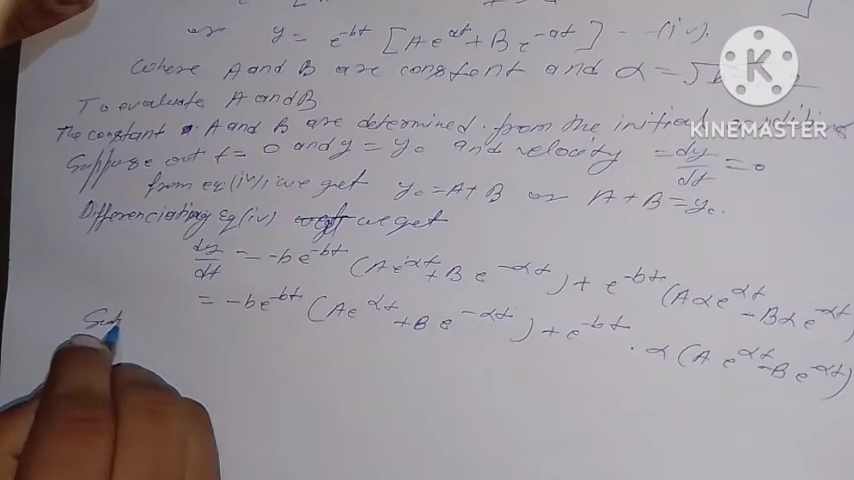 or y = e^-bt [Ae^αt + Be^-αt] - - (iv).
Where A and B are constent and α = √b
To evaluate A and B
The constant A and B are determined from the initial
Suppose out t = 0 and y = y₀ and velocity = dy/dt = 0
from eq (iv), we get y₀ = A + B or A + B = y₀.
Differenciating Eq (iv) we get
dy/dt = -be^-bt (Ae^αt + Be^-αt) + e^-bt (Aαe^αt - Bαe^-αt)
= -be^-bt (Ae^αt + Be^-αt) + e^-bt . α (Ae^αt - Be^-αt)
K
KINEMASTER